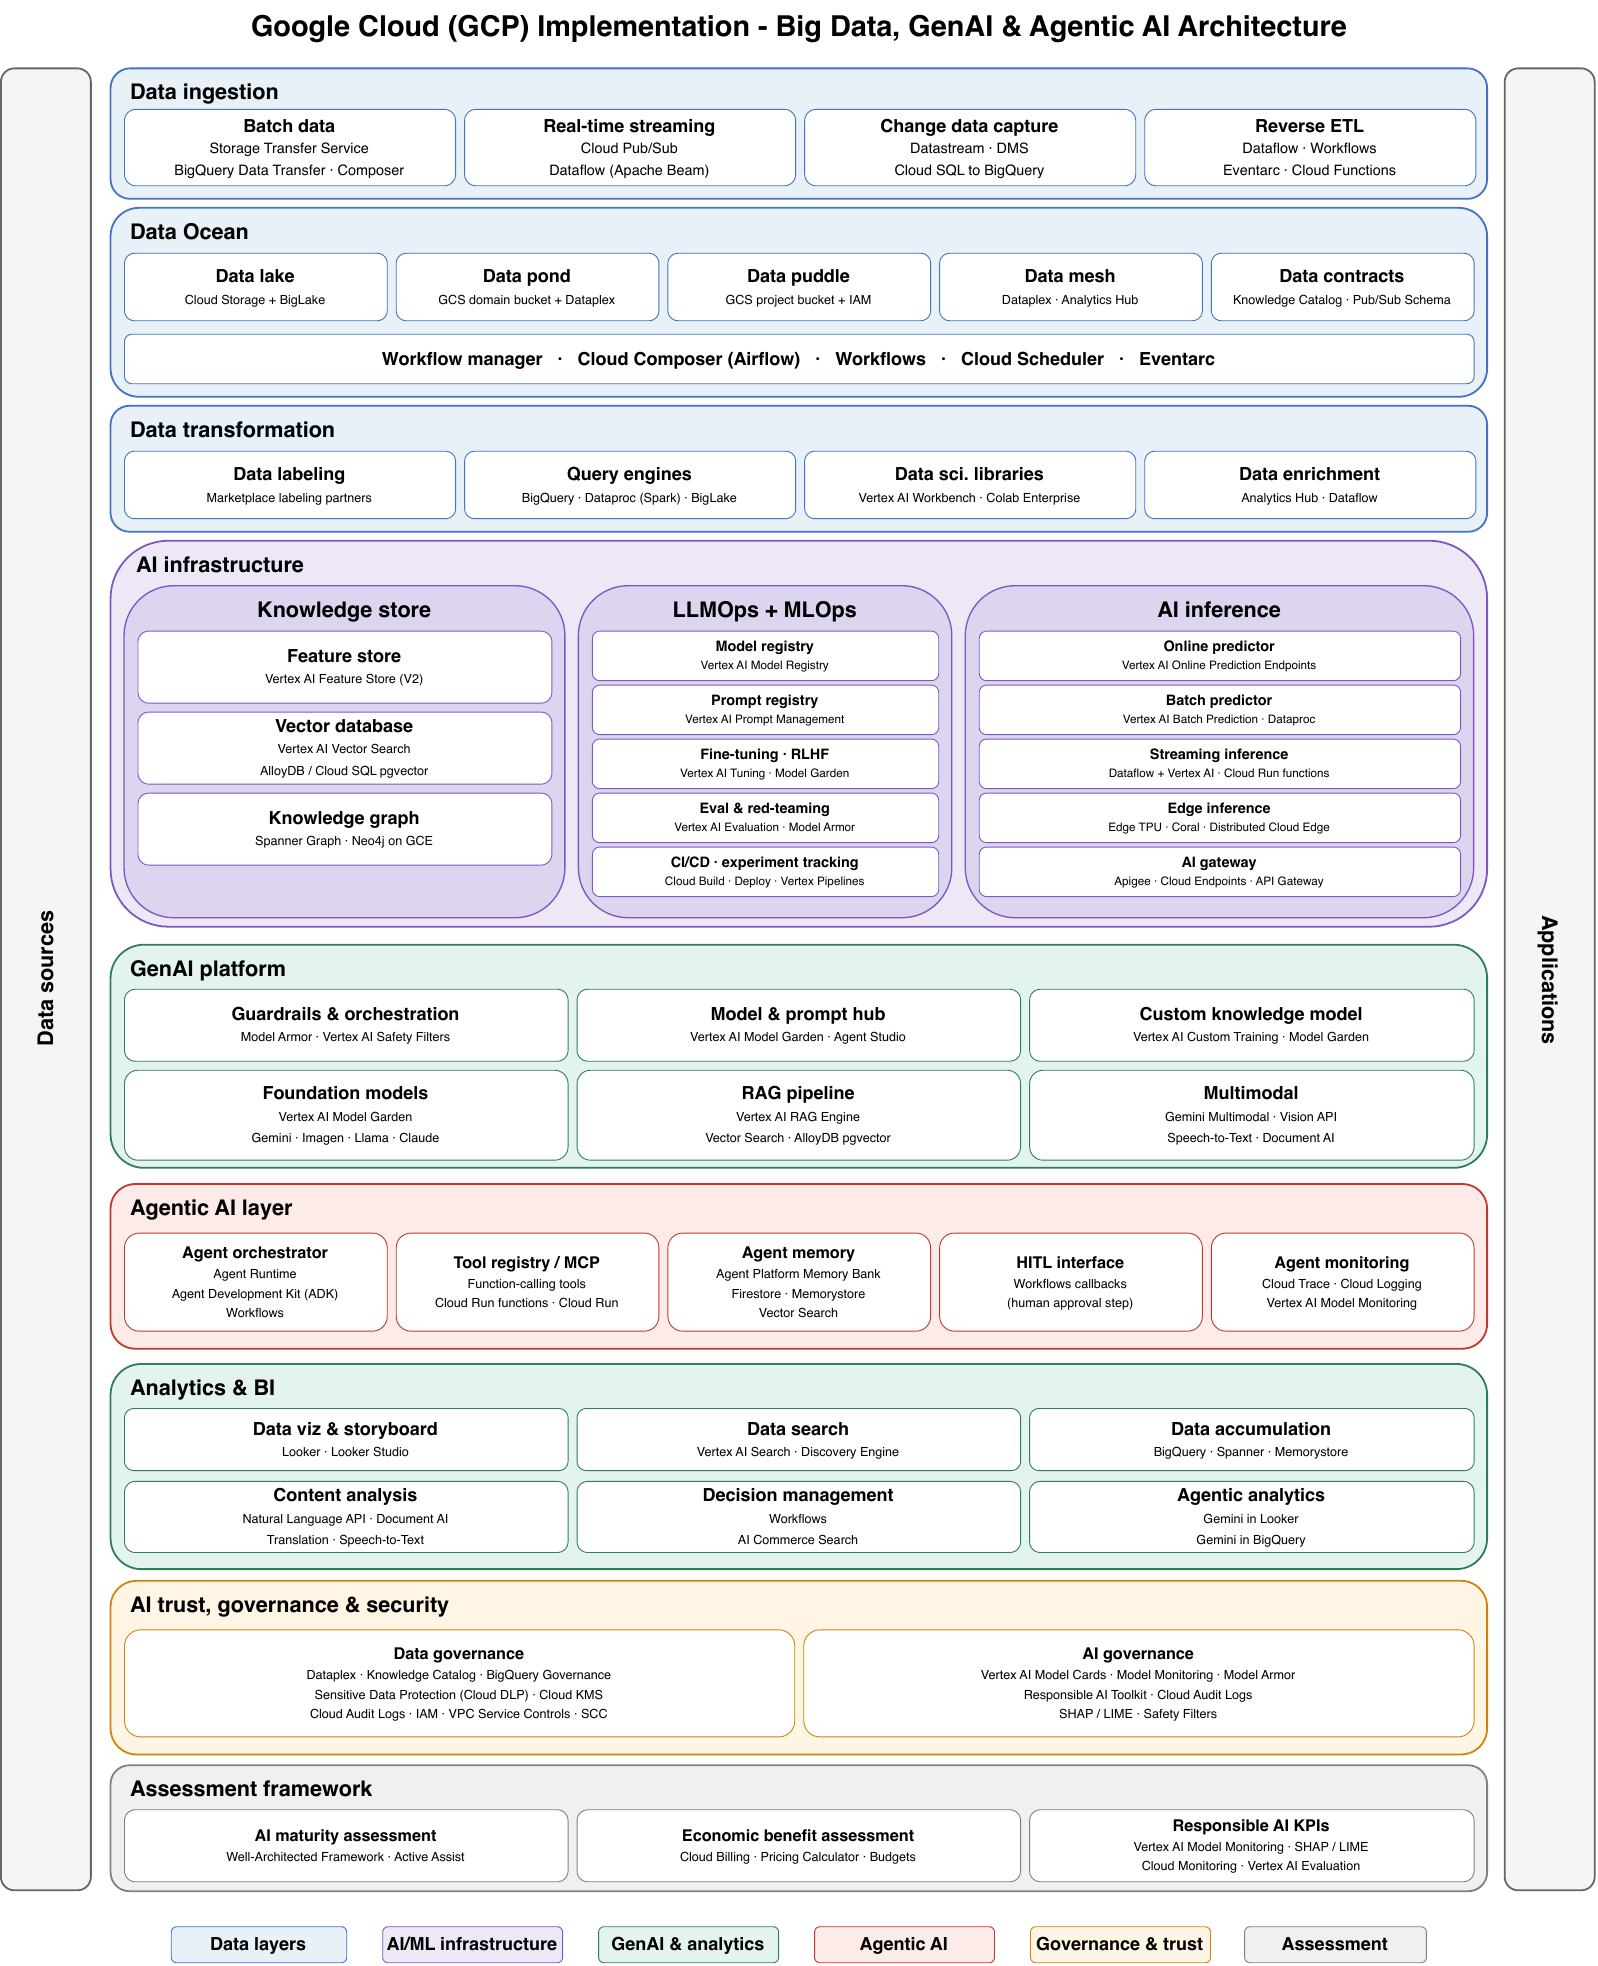 Google Cloud (GCP) Implementation - Big Data, GenAI & Agentic AI Architecture
Data sources
Data ingestion
Batch data
Storage Transfer Service
BigQuery Data Transfer · Composer
Real-time streaming
Cloud Pub/Sub
Dataflow (Apache Beam)
Change data capture
Datastream · DMS
Cloud SQL to BigQuery
Reverse ETL
Dataflow · Workflows
Eventarc · Cloud Functions
Data Ocean
Data lake
Cloud Storage + BigLake
Data pond
GCS domain bucket + Dataplex
Data puddle
GCS project bucket + IAM
Data mesh
Dataplex · Analytics Hub
Data contracts
Knowledge Catalog · Pub/Sub Schema
Workflow manager · Cloud Composer (Airflow) · Workflows · Cloud Scheduler · Eventarc
Data transformation
Data labeling
Marketplace labeling partners
Query engines
BigQuery · Dataproc (Spark) · BigLake
Data sci. libraries
Vertex AI Workbench · Colab Enterprise
Data enrichment
Analytics Hub · Dataflow
AI infrastructure
Knowledge store
Feature store
Vertex AI Feature Store (V2)
Vector database
Vertex AI Vector Search
AlloyDB / Cloud SQL pgvector
Knowledge graph
Spanner Graph · Neo4j on GCE
LLMOps + MLOps
Model registry
Vertex AI Model Registry
Prompt registry
Vertex AI Prompt Management
Fine-tuning · RLHF
Vertex AI Tuning · Model Garden
Eval & red-teaming
Vertex AI Evaluation · Model Armor
CI/CD · experiment tracking
Cloud Build · Deploy · Vertex Pipelines
AI inference
Online predictor
Vertex AI Online Prediction Endpoints
Batch predictor
Vertex AI Batch Prediction · Dataproc
Streaming inference
Dataflow + Vertex AI · Cloud Run functions
Edge inference
Edge TPU · Coral · Distributed Cloud Edge
AI gateway
Apigee · Cloud Endpoints · API Gateway
GenAI platform
Guardrails & orchestration
Model Armor · Vertex AI Safety Filters
Model & prompt hub
Vertex AI Model Garden · Agent Studio
Custom knowledge model
Vertex AI Custom Training · Model Garden
Foundation models
Vertex AI Model Garden
Gemini · Imagen · Llama · Claude
RAG pipeline
Vertex AI RAG Engine
Vector Search · AlloyDB pgvector
Multimodal
Gemini Multimodal · Vision API
Speech-to-Text · Document AI
Agentic AI layer
Agent orchestrator
Agent Runtime
Agent Development Kit (ADK)
Workflows
Tool registry / MCP
Function-calling tools
Cloud Run functions · Cloud Run
Agent memory
Agent Platform Memory Bank
Firestore · Memorystore
Vector Search
HITL interface
Workflows callbacks
(human approval step)
Agent monitoring
Cloud Trace · Cloud Logging
Vertex AI Model Monitoring
Analytics & BI
Data viz & storyboard
Looker · Looker Studio
Data search
Vertex AI Search · Discovery Engine
Data accumulation
BigQuery · Spanner · Memorystore
Content analysis
Natural Language API · Document AI
Translation · Speech-to-Text
Decision management
Workflows
AI Commerce Search
Agentic analytics
Gemini in Looker
Gemini in BigQuery
AI trust, governance & security
Data governance
Dataplex · Knowledge Catalog · BigQuery Governance
Sensitive Data Protection (Cloud DLP) · Cloud KMS
Cloud Audit Logs · IAM · VPC Service Controls · SCC
AI governance
Vertex AI Model Cards · Model Monitoring · Model Armor
Responsible AI Toolkit · Cloud Audit Logs
SHAP / LIME · Safety Filters
Assessment framework
AI maturity assessment
Well-Architected Framework · Active Assist
Economic benefit assessment
Cloud Billing · Pricing Calculator · Budgets
Responsible AI KPIs
Vertex AI Model Monitoring · SHAP / LIME
Cloud Monitoring · Vertex AI Evaluation
Applications
Data layers
AI/ML infrastructure
GenAI & analytics
Agentic AI
Governance & trust
Assessment